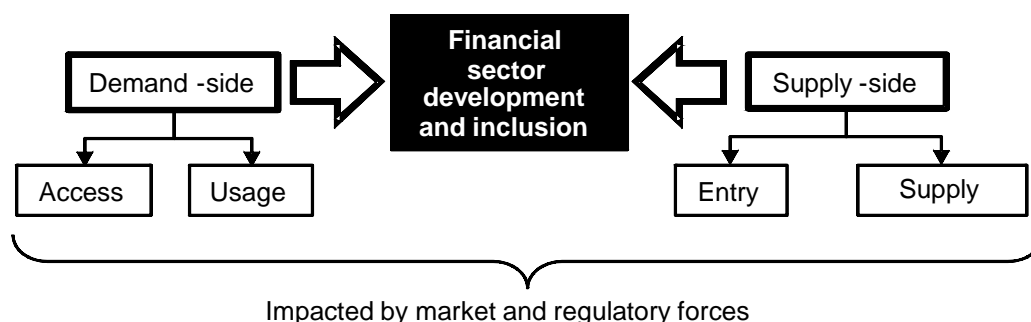 Financial
sector
development
and inclusion
Demand -side
Supply -side
Access
Usage
Entry
Supply
Impacted by market and regulatory forces